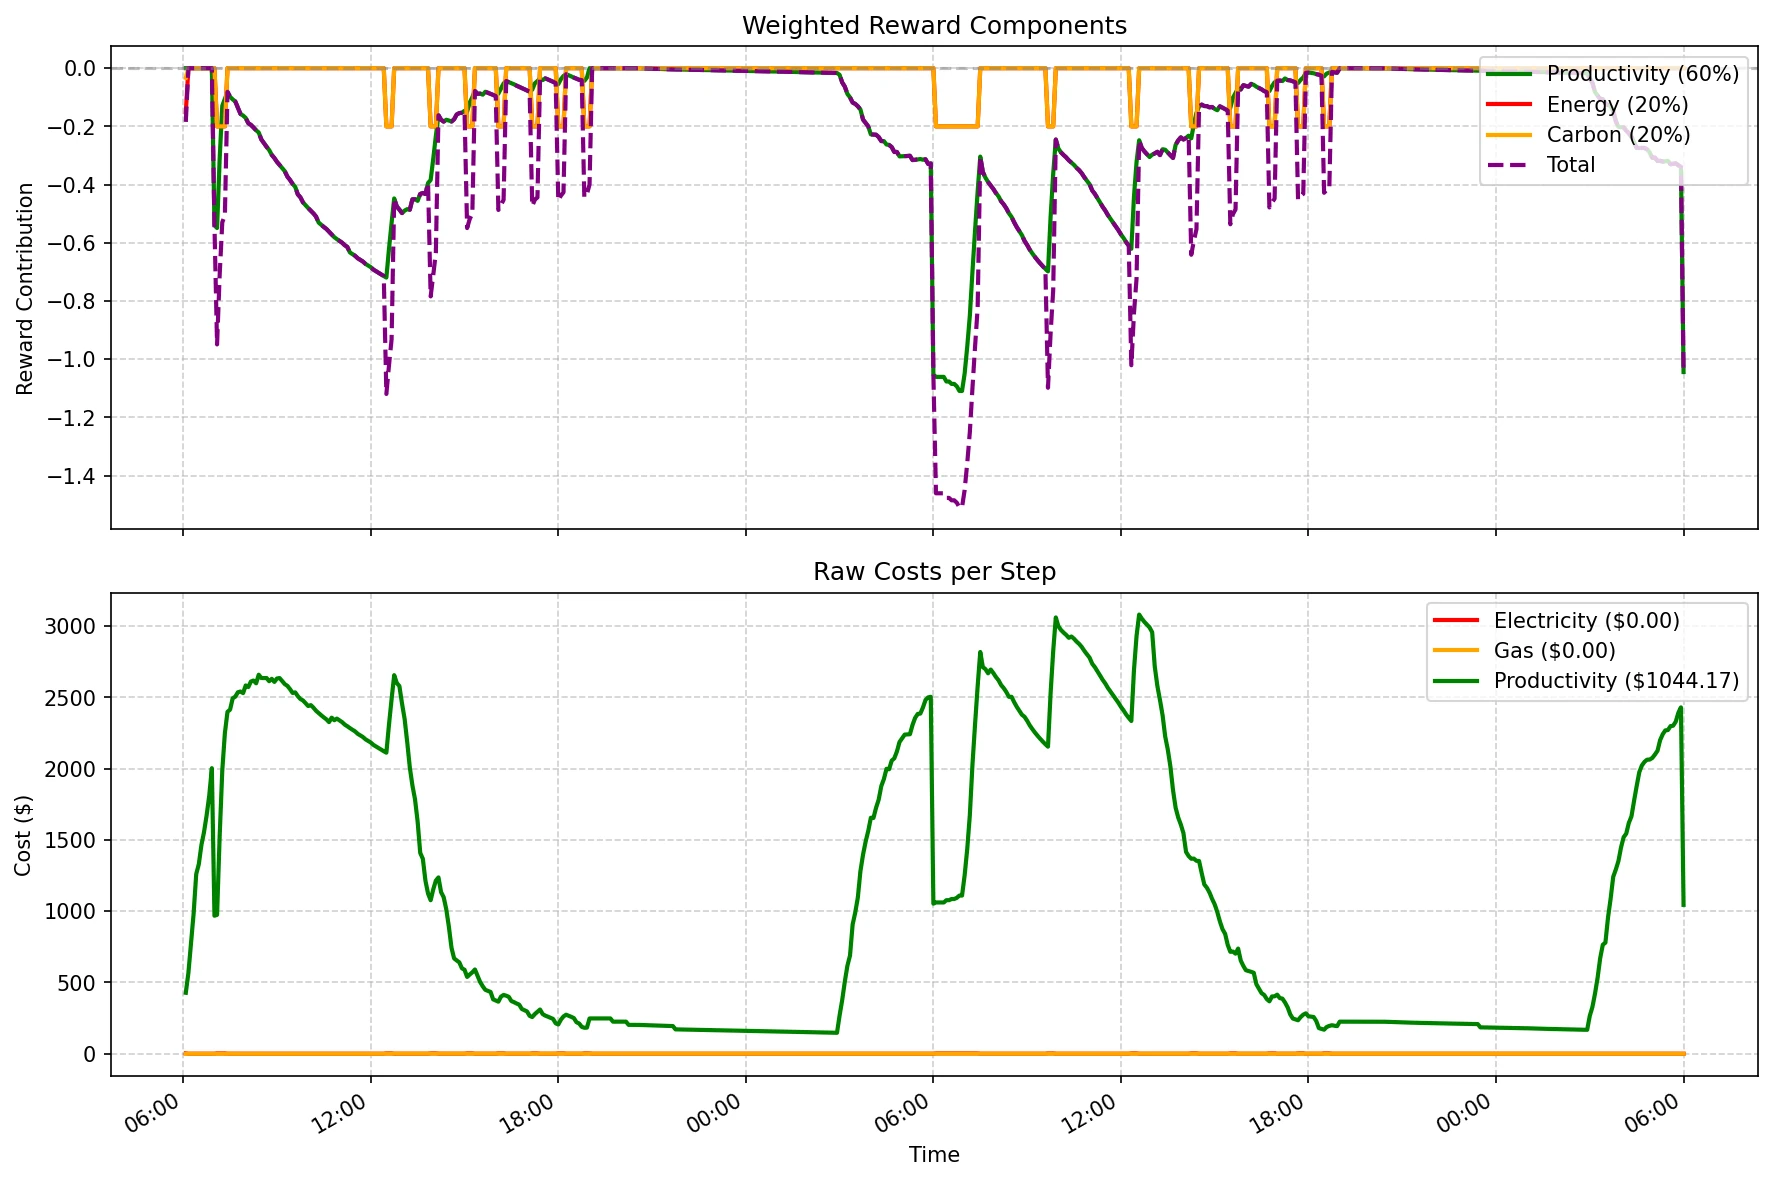 Weighted Reward Components
Reward Contribution
0.0
−0.2
−0.4
−0.6
−0.8
−1.0
−1.2
−1.4
Productivity (60%)
Energy (20%)
Carbon (20%)
Total
Raw Costs per Step
Cost ($)
3000
2500
2000
1500
1000
500
0
Electricity ($0.00)
Gas ($0.00)
Productivity ($1044.17)
06:00
12:00
18:00
00:00
06:00
12:00
18:00
00:00
06:00
Time